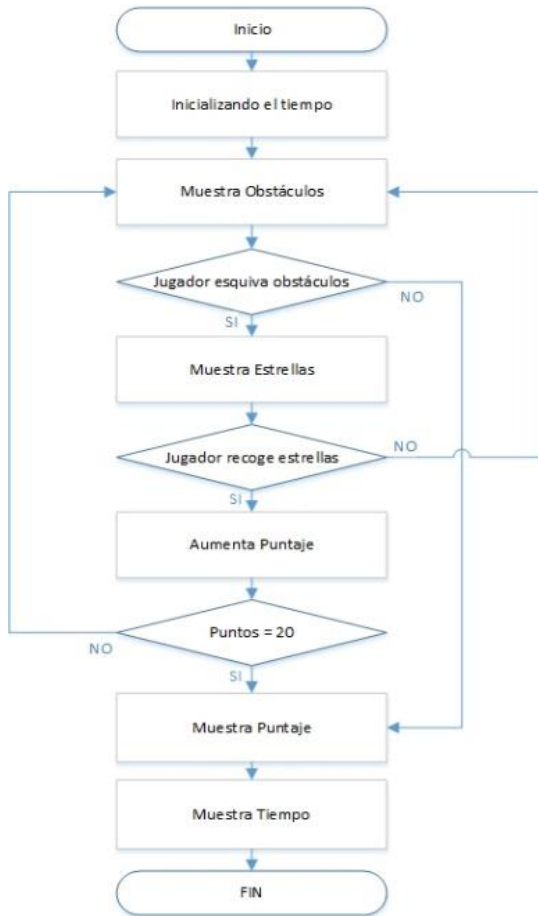 Inicio
Inicializando el tiempo
Muestra Obstáculos
Jugador esquiva obstáculos
NO
SI
Muestra Estrellas
Jugador recoge estrellas
NO
SI
Aumenta Puntaje
Puntos = 20
NO
SI
Muestra Puntaje
Muestra Tiempo
FIN